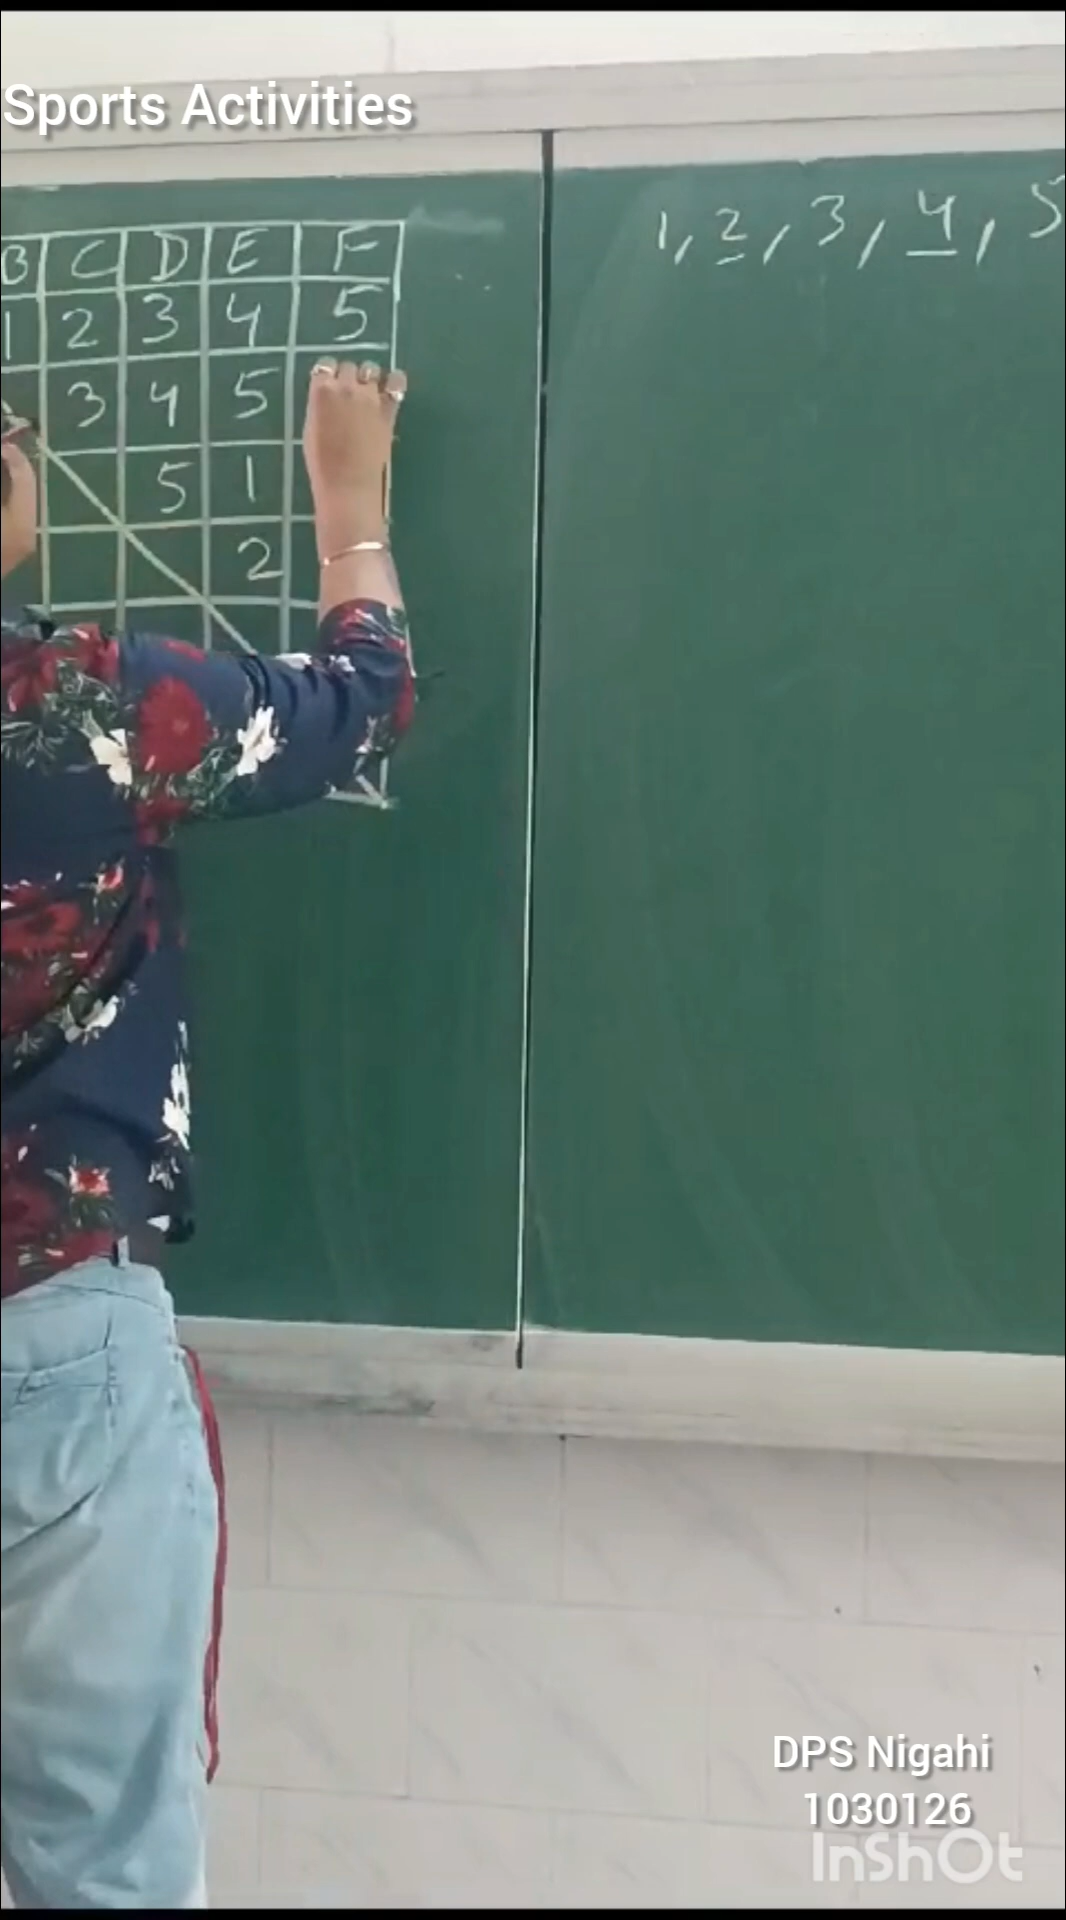 Sports Activities
1, 2, 3, 4, 5
B C D E F
1 2 3 4 5
3 4 5
5 1
2
DPS Nigahi
1030126
InShOt